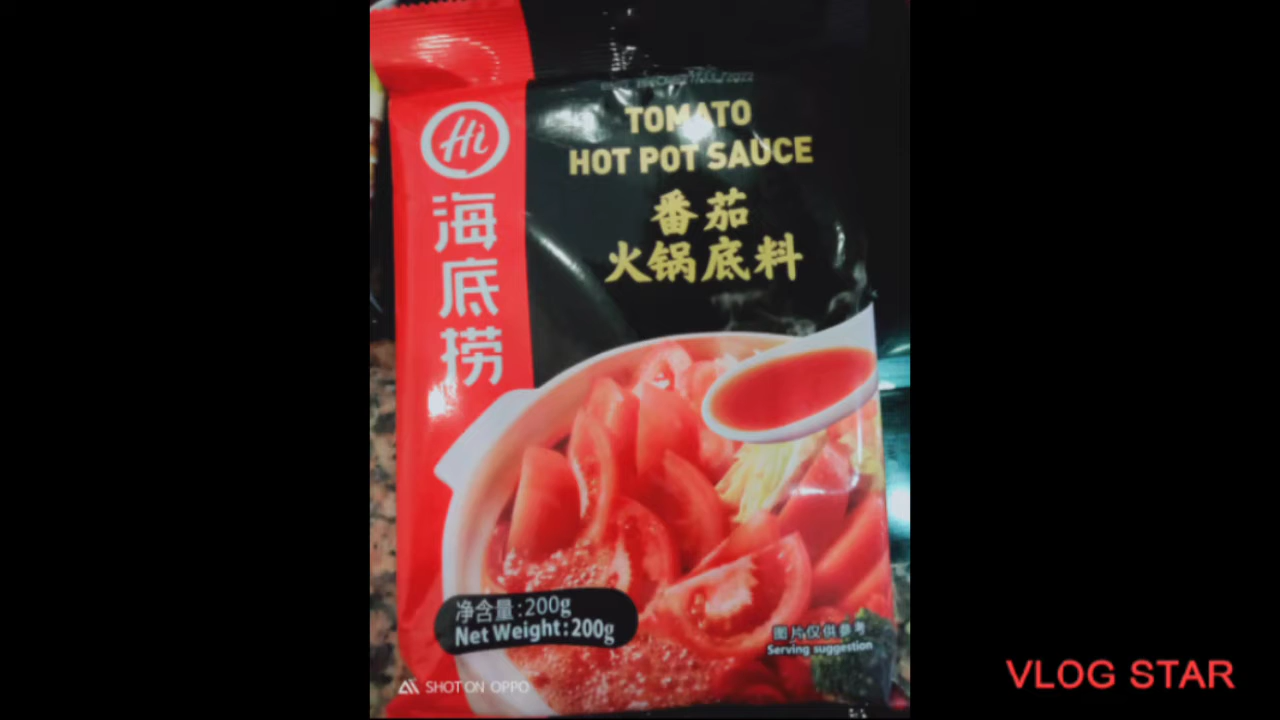 TOMATO
HOT POT SAUCE
番茄
火锅底料
Hi
海底捞
净含量:200g
Net Weight:200g
图片仅供参考
Serving suggestion
SHOT ON OPPO
VLOG STAR